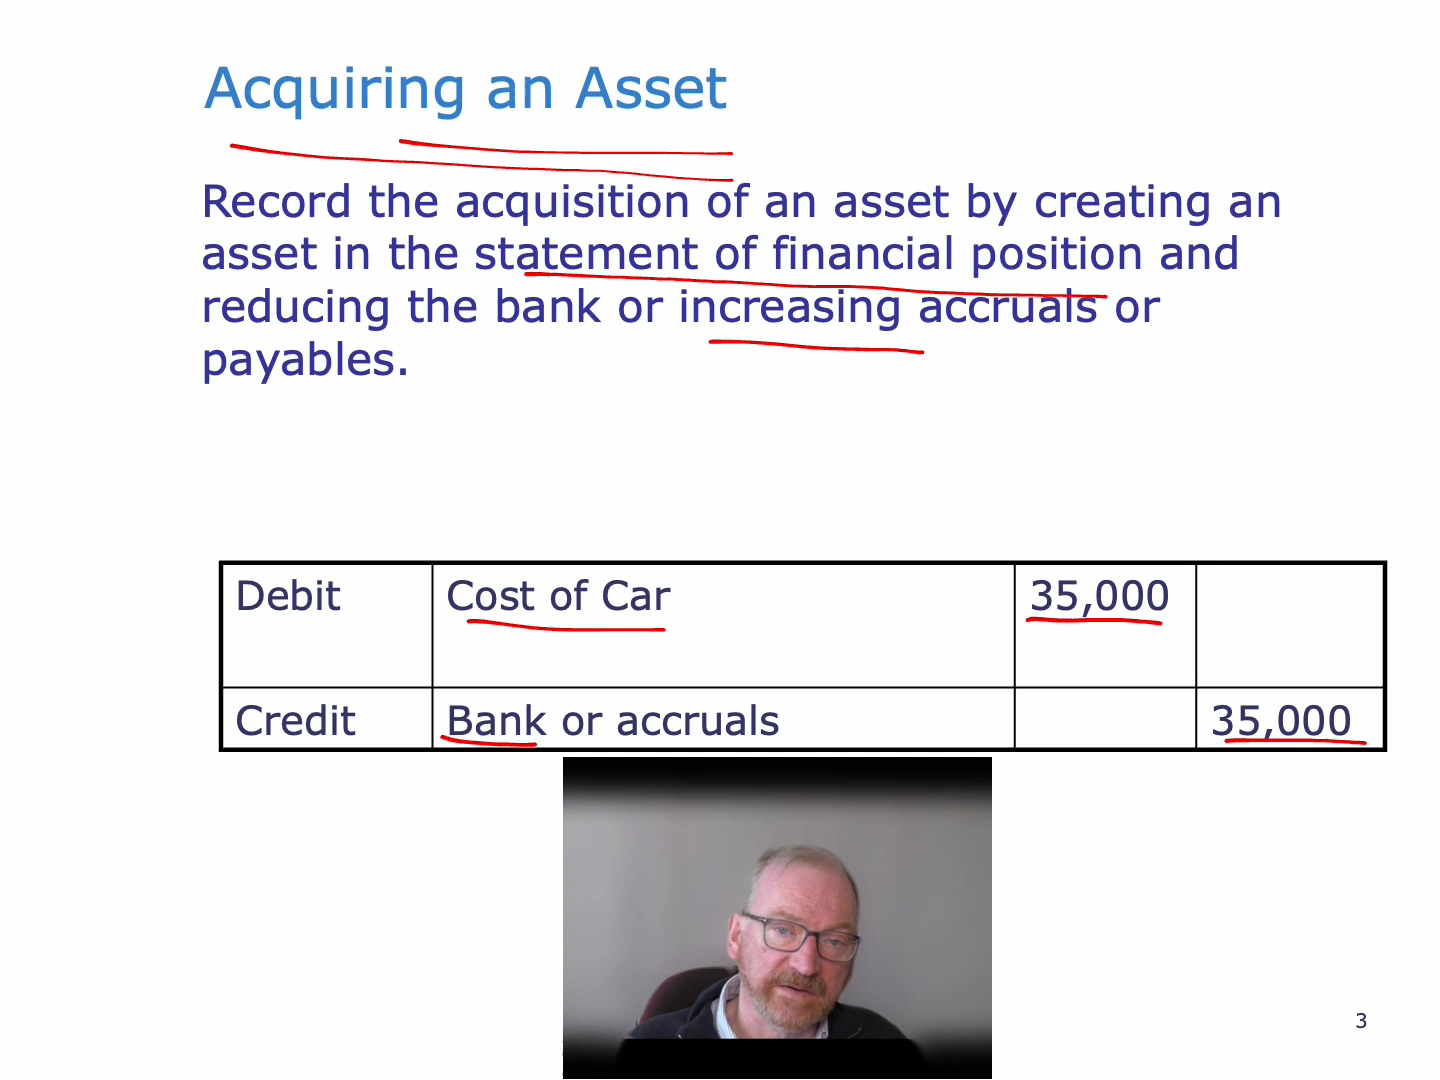 Acquiring an Asset
Record the acquisition of an asset by creating an
asset in the statement of financial position and
reducing the bank or increasing accruals or
payables.
Debit Cost of Car 35,000
Credit Bank or accruals 35,000
3